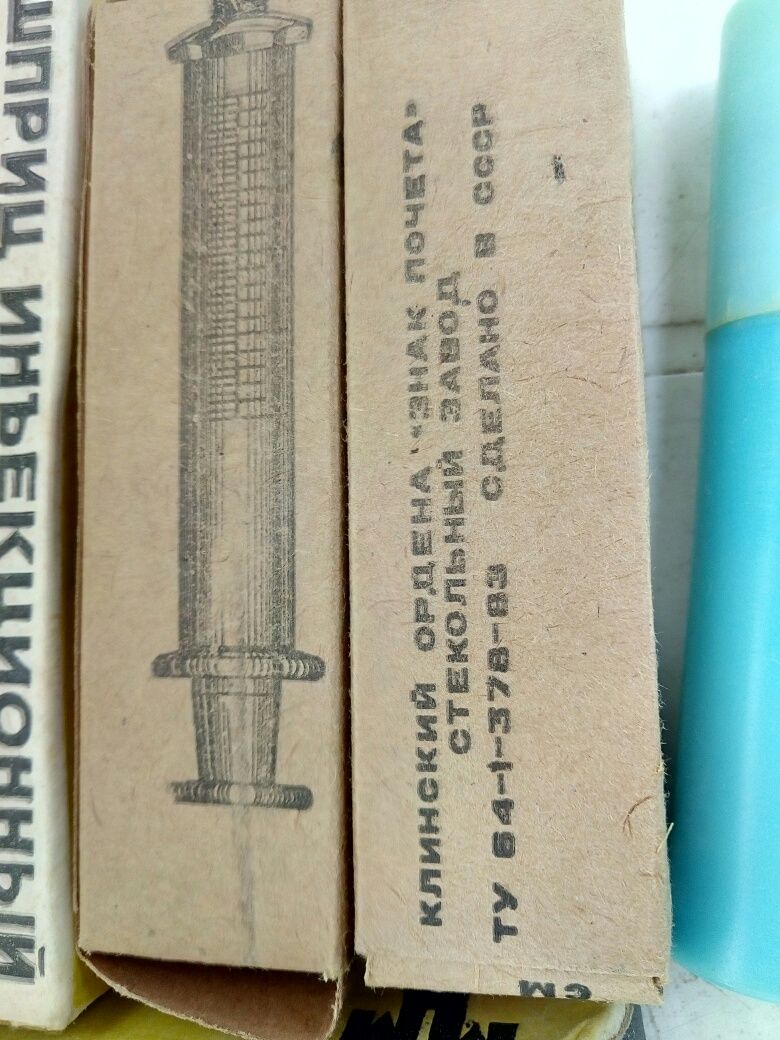 ШПРИЦ ИНЪЕКЦИОННЫЙ
КЛИНСКИЙ ОРДЕНА «ЗНАК ПОЧЕТА»
СТЕКОЛЬНЫЙ ЗАВОД
ТУ 64-1-378-83 СДЕЛАНО В СССР